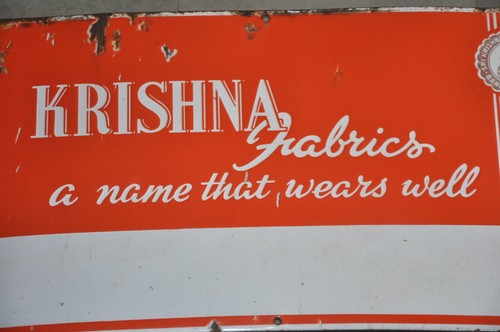 KRISHNA
Fabrics
a name that wears well